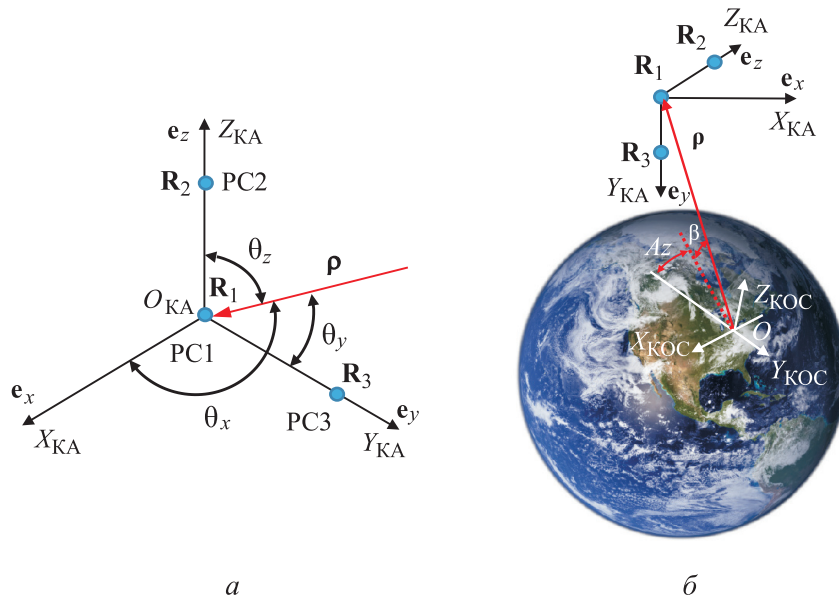 e_z Z_КА
R_2 РС2
θ_z
ρ
O_КА R_1
θ_y
РС1
R_3
e_x
X_КА
θ_x
РС3
e_y
Y_КА
а
Z_КА
R_2
e_z
R_1
e_x
X_КА
ρ
R_3
Y_КА e_y
Az β
Z_КОС
O
X_КОС
Y_КОС
б